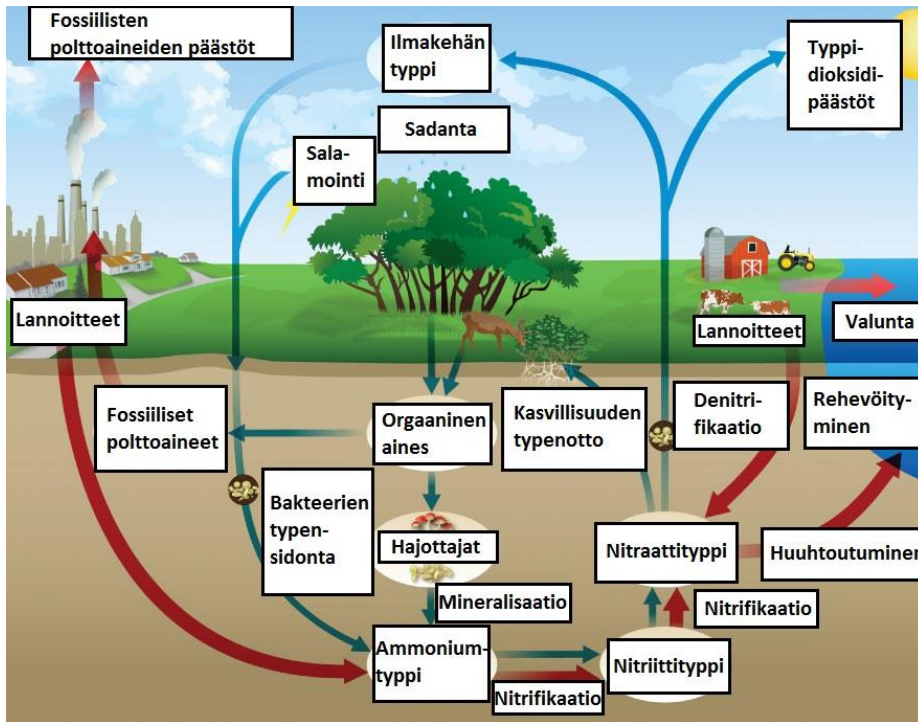 Fossiilisten
polttoaineiden päästöt
Ilmakehän
typpi
Typpi-
dioksidi-
päästöt
Sadanta
Sala-
mointi
Lannoitteet
Lannoitteet
Valunta
Fossiiliset
polttoaineet
Orgaaninen
aines
Kasvillisuuden
typenotto
Denitri-
fikaatio
Rehevöity-
minen
Bakteerien
typen-
sidonta
Hajottajat
Nitraattityppi
Huuhtoutuminen
Mineralisaatio
Nitrifikaatio
Ammonium-
typpi
Nitriittityppi
Nitrifikaatio